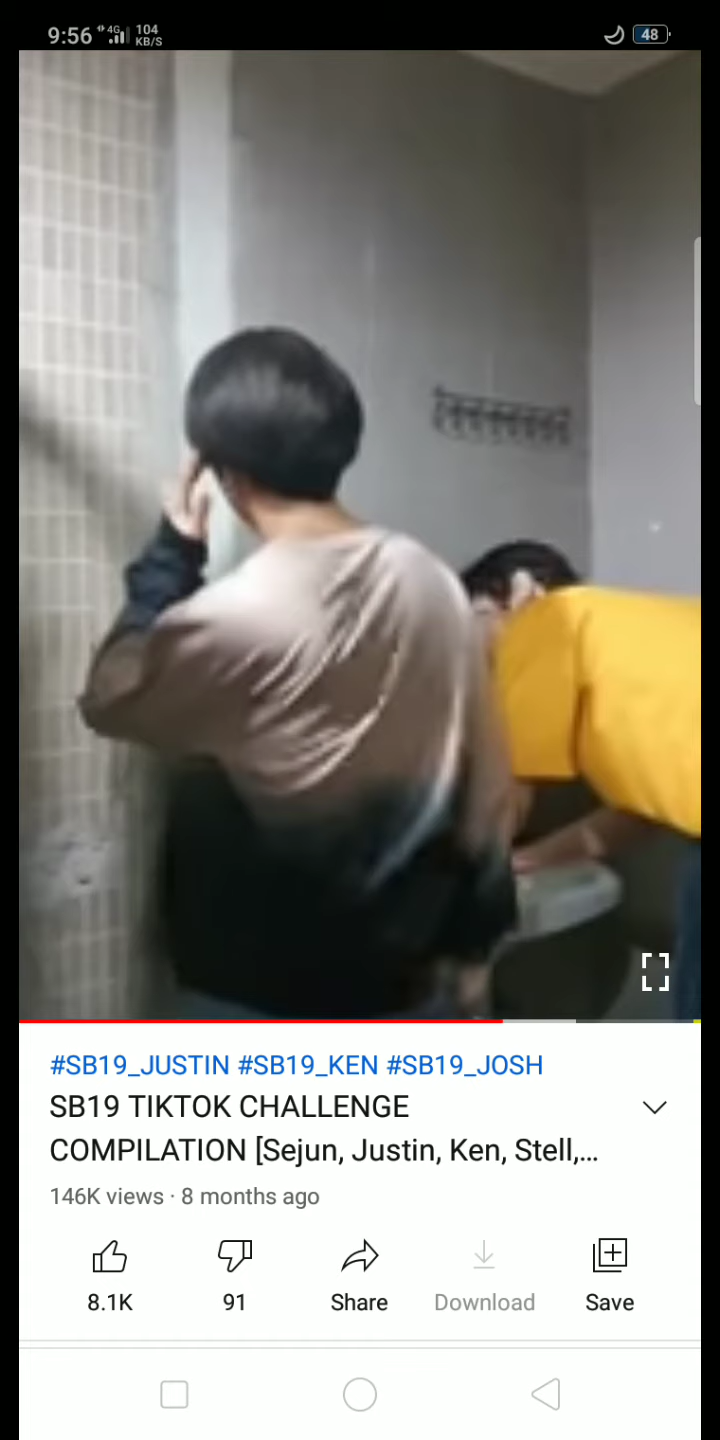 9:56 4G 104 KB/S 48
#SB19_JUSTIN #SB19_KEN #SB19_JOSH
SB19 TIKTOK CHALLENGE
COMPILATION [Sejun, Justin, Ken, Stell,...
146K views · 8 months ago
8.1K 91 Share Download Save